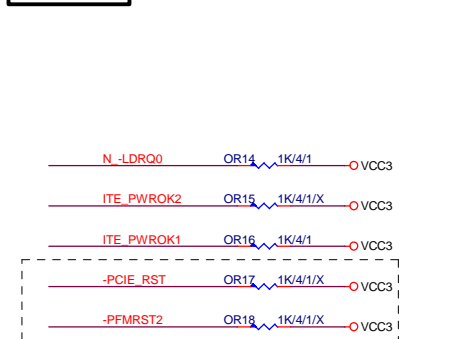 N_-LDRQ0 OR14 1K/4/1 VCC3
ITE_PWROK2 OR15 1K/4/1/X VCC3
ITE_PWROK1 OR16 1K/4/1 VCC3
-PCIE_RST OR17 1K/4/1/X VCC3
-PFMRST2 OR18 1K/4/1/X VCC3